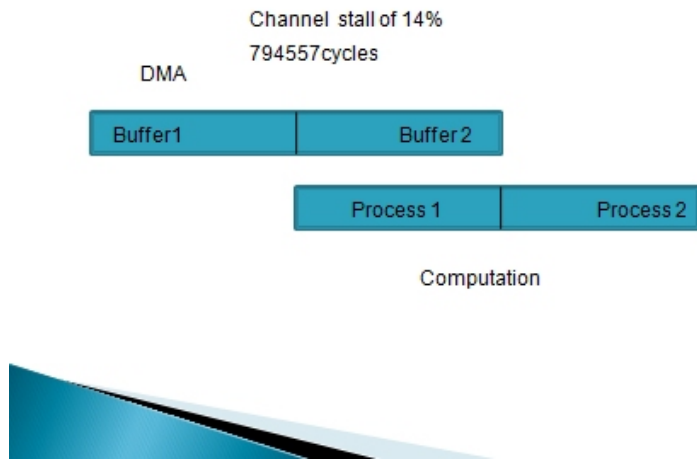 Channel stall of 14%
794557cycles
DMA
Buffer1 Buffer 2
Process 1 Process 2
Computation